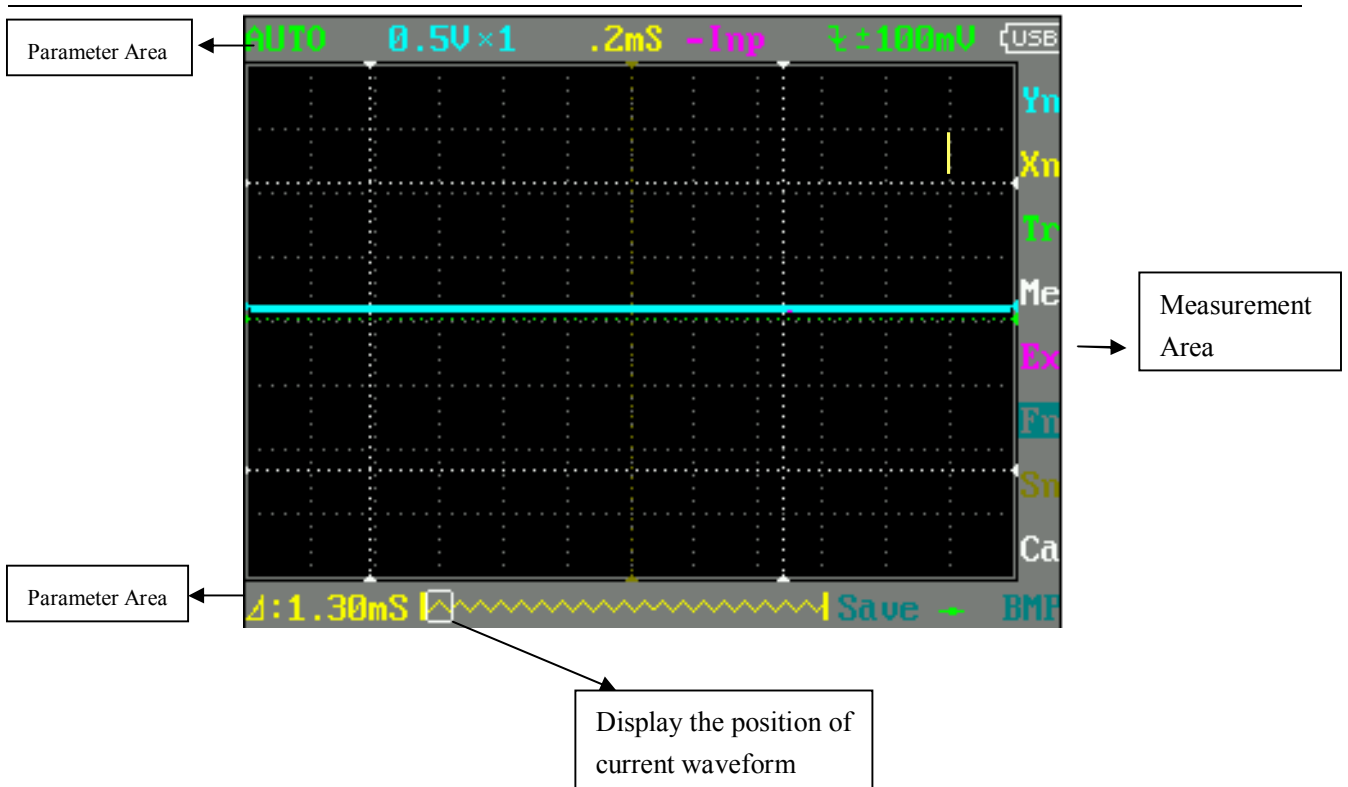 Parameter Area
AUTO 0.5V×1 .2mS -Inp ±100mV USB
Yn
Xn
Tr
Me
Ex
Fn
Sn
Ca
Measurement
Area
Parameter Area
⊿:1.30mS Save BMP
Display the position of
current waveform